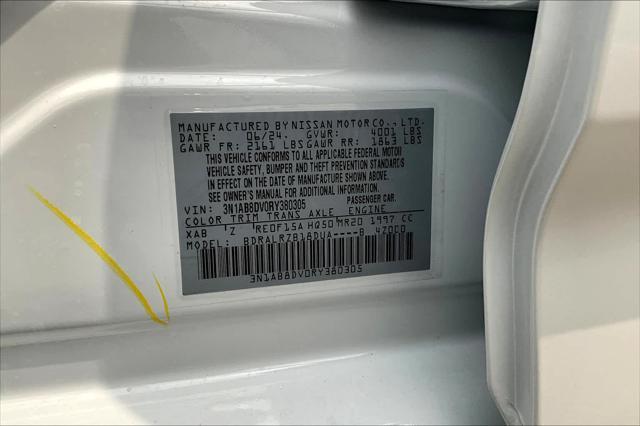 MANUFACTURED BY NISSAN MOTOR CO., LTD.
DATE: 06/24. GVWR: 4001 LBS
GAWR FR: 2161 LBS GAWR RR: 1863 LBS
THIS VEHICLE CONFORMS TO ALL APPLICABLE FEDERAL MOTOR
VEHICLE SAFETY, BUMPER AND THEFT PREVENTION STANDARDS
IN EFFECT ON THE DATE OF MANUFACTURE SHOWN ABOVE.
SEE OWNER'S MANUAL FOR ADDITIONAL INFORMATION.
VIN: 3N1AB8DV0RY380305 PASSENGER CAR.
COLOR TRIM TRANS AXLE ENGINE
XAB Z RE0F15A HQ50 MR20 1997 CC
MODEL: BDRALRZB18DUA----B 4Z0C0
3N1AB8DV0RY380305